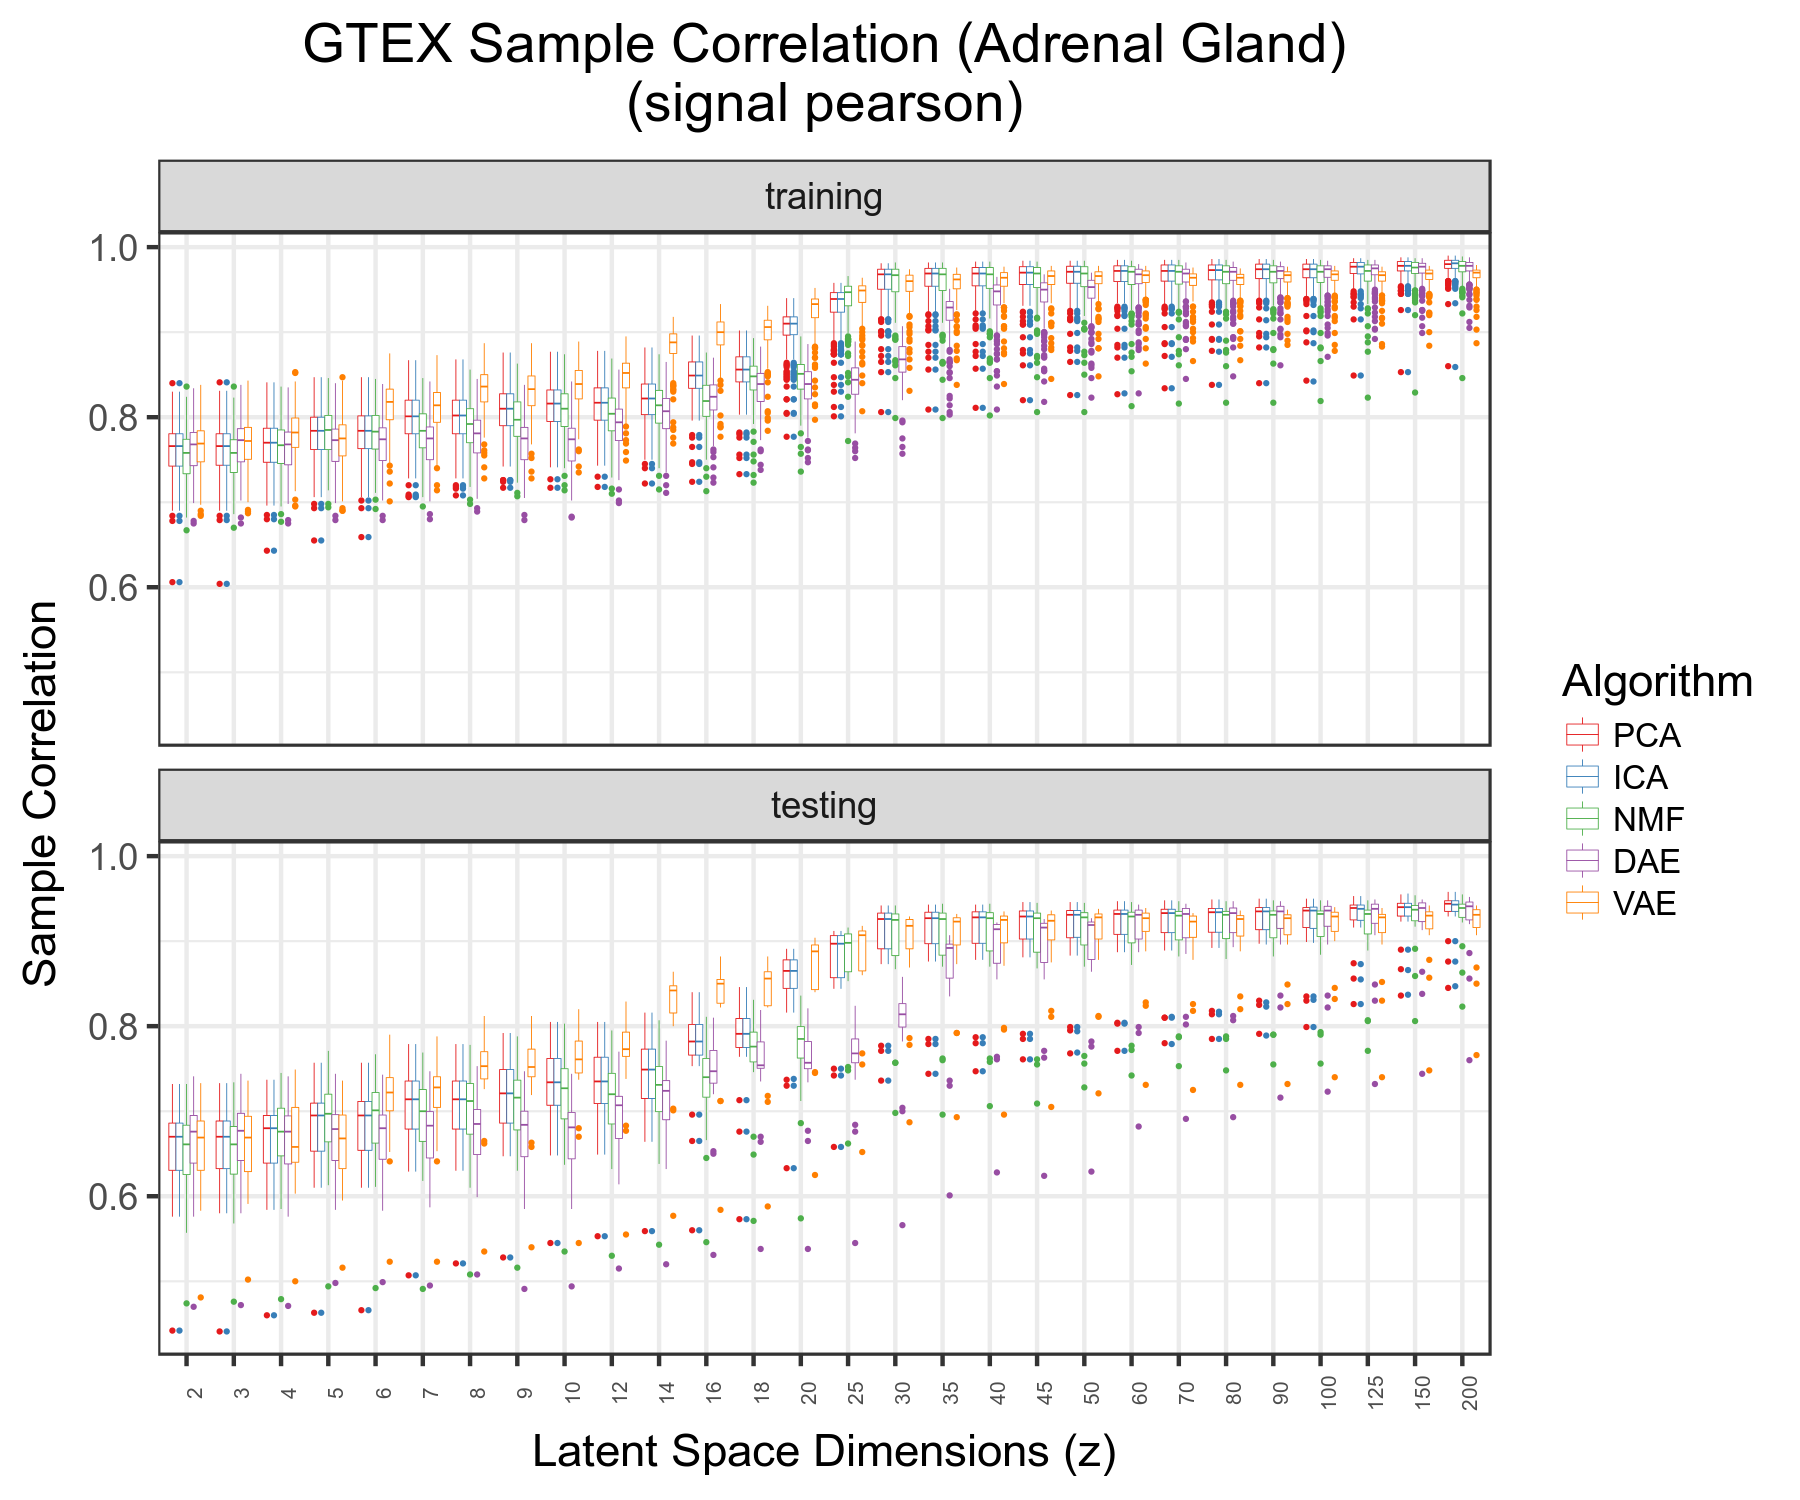 GTEX Sample Correlation (Adrenal Gland)
(signal pearson)
training
1.0
0.8
0.6
testing
1.0
0.8
0.6
Sample Correlation
2 3 4 5 6 7 8 9 10 12 14 16 18 20 25 30 35 40 45 50 60 70 80 90 100 125 150 200
Latent Space Dimensions (z)
Algorithm
PCA
ICA
NMF
DAE
VAE